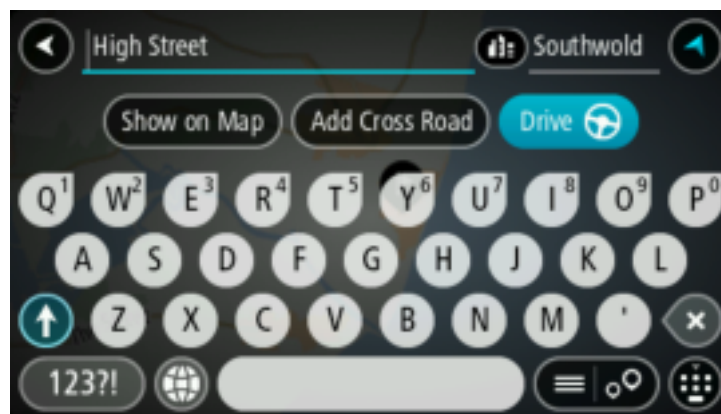 High Street Southwold
Show on Map Add Cross Road Drive
Q1 W2 E3 R4 T5 Y6 U7 I8 O9 P0
A S D F G H J K L
Z X C V B N M '
123?!